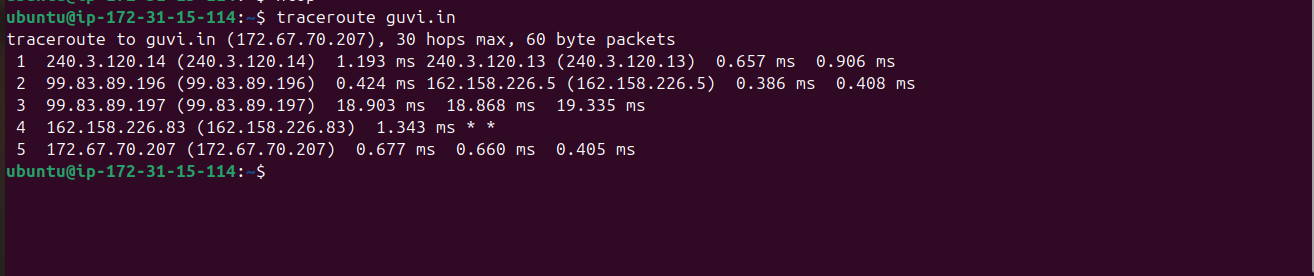 ubuntu@ip-172-31-15-114:~$ traceroute guvi.in
traceroute to guvi.in (172.67.70.207), 30 hops max, 60 byte packets
 1  240.3.120.14 (240.3.120.14)  1.193 ms 240.3.120.13 (240.3.120.13)  0.657 ms  0.906 ms
 2  99.83.89.196 (99.83.89.196)  0.424 ms 162.158.226.5 (162.158.226.5)  0.386 ms  0.408 ms
 3  99.83.89.197 (99.83.89.197)  18.903 ms  18.868 ms  19.335 ms
 4  162.158.226.83 (162.158.226.83)  1.343 ms * *
 5  172.67.70.207 (172.67.70.207)  0.677 ms  0.660 ms  0.405 ms
ubuntu@ip-172-31-15-114:~$